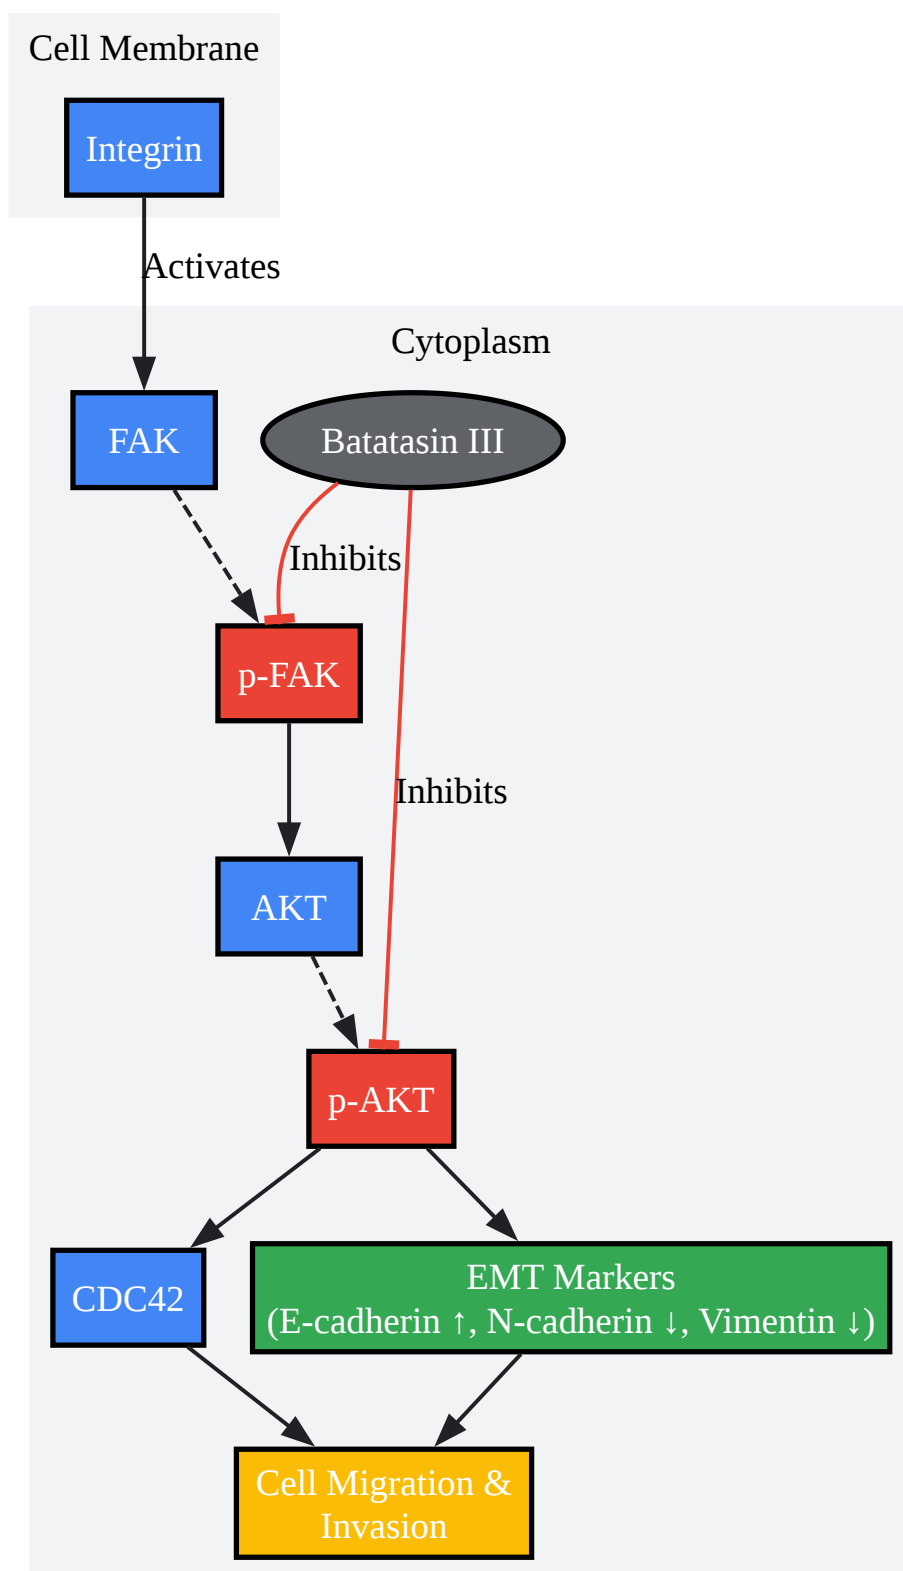 Cell Membrane
Integrin
Activates
Cytoplasm
FAK
Batatasin III
Inhibits
p-FAK
Inhibits
AKT
p-AKT
CDC42
EMT Markers
(E-cadherin ↑, N-cadherin ↓, Vimentin ↓)
Cell Migration &
Invasion